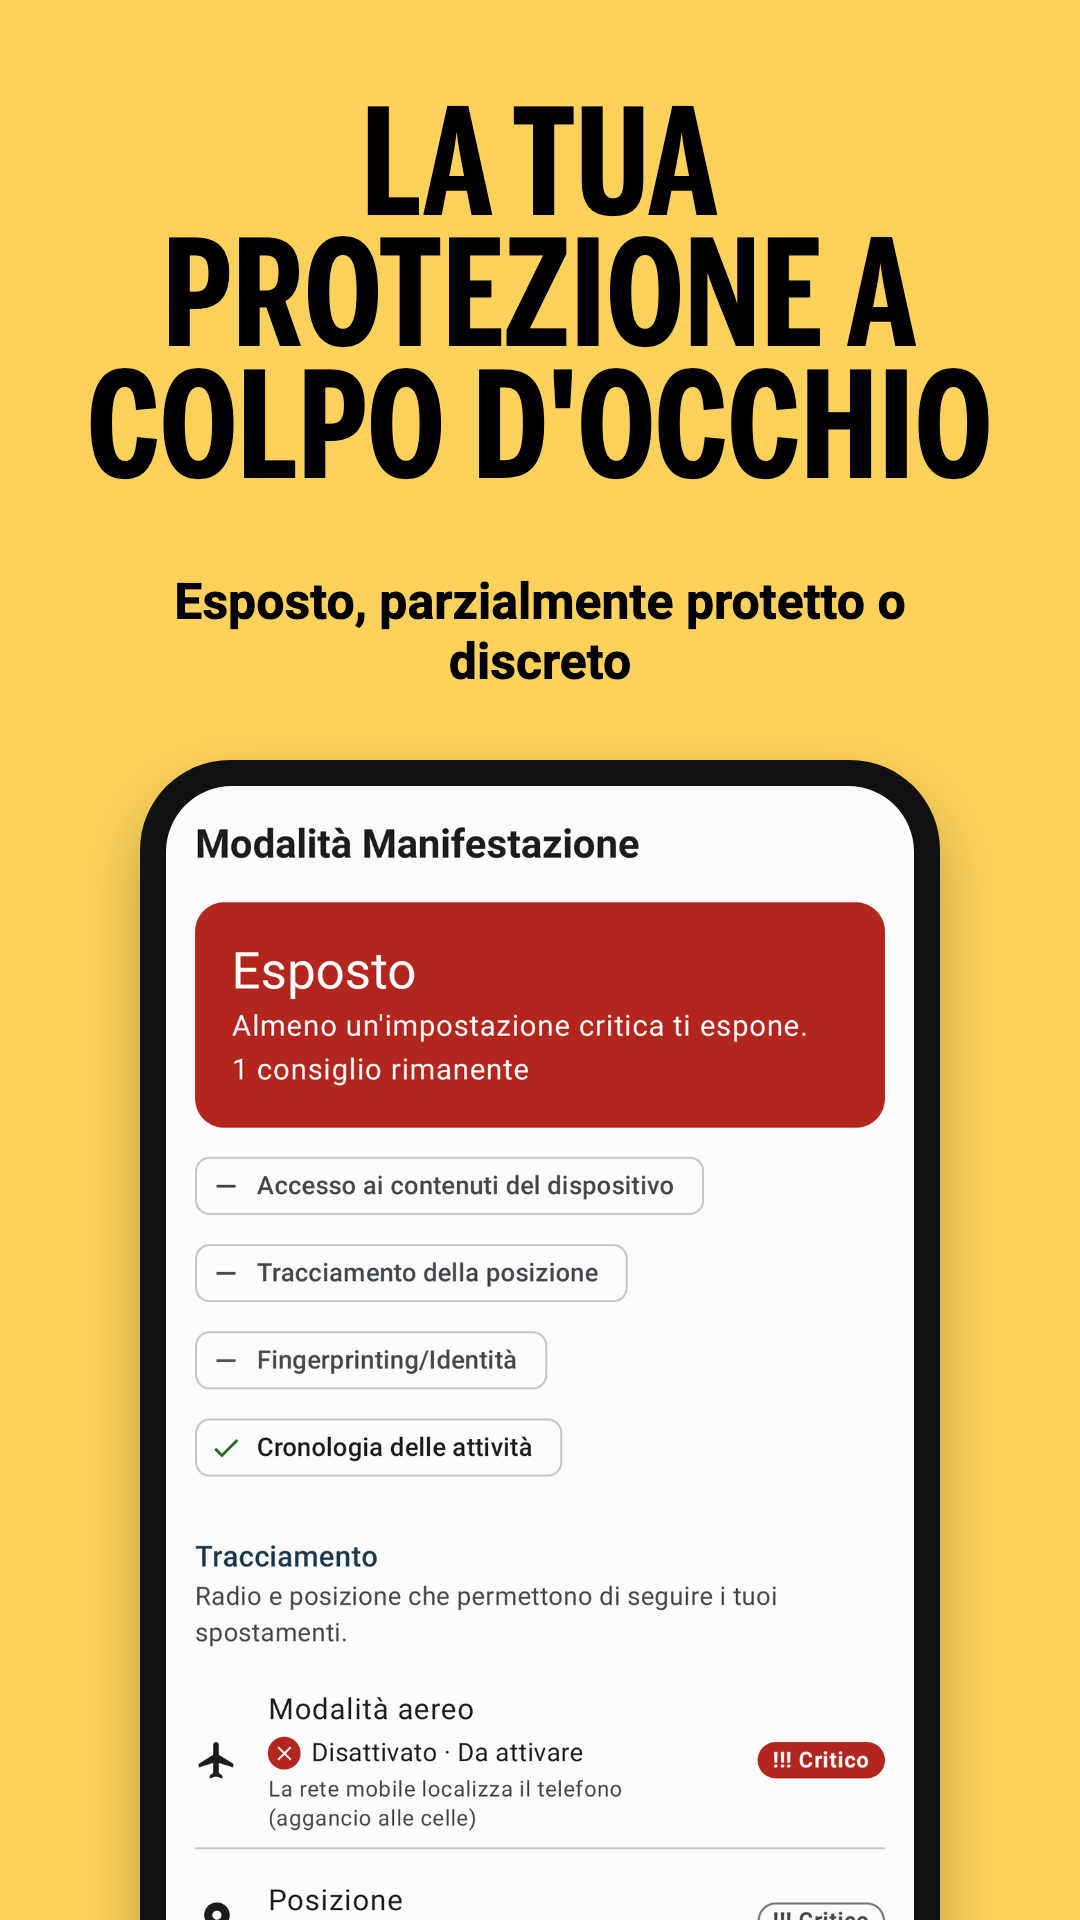 LA TUA
PROTEZIONE A
COLPO D'OCCHIO
Esposto, parzialmente protetto o
discreto
Modalità Manifestazione
Esposto
Almeno un'impostazione critica ti espone.
1 consiglio rimanente
Accesso ai contenuti del dispositivo
Tracciamento della posizione
Fingerprinting/Identità
Cronologia delle attività
Tracciamento
Radio e posizione che permettono di seguire i tuoi
spostamenti.
Modalità aereo
Disattivato · Da attivare
!!! Critico
La rete mobile localizza il telefono
(aggancio alle celle)
Posizione
!!! Critico